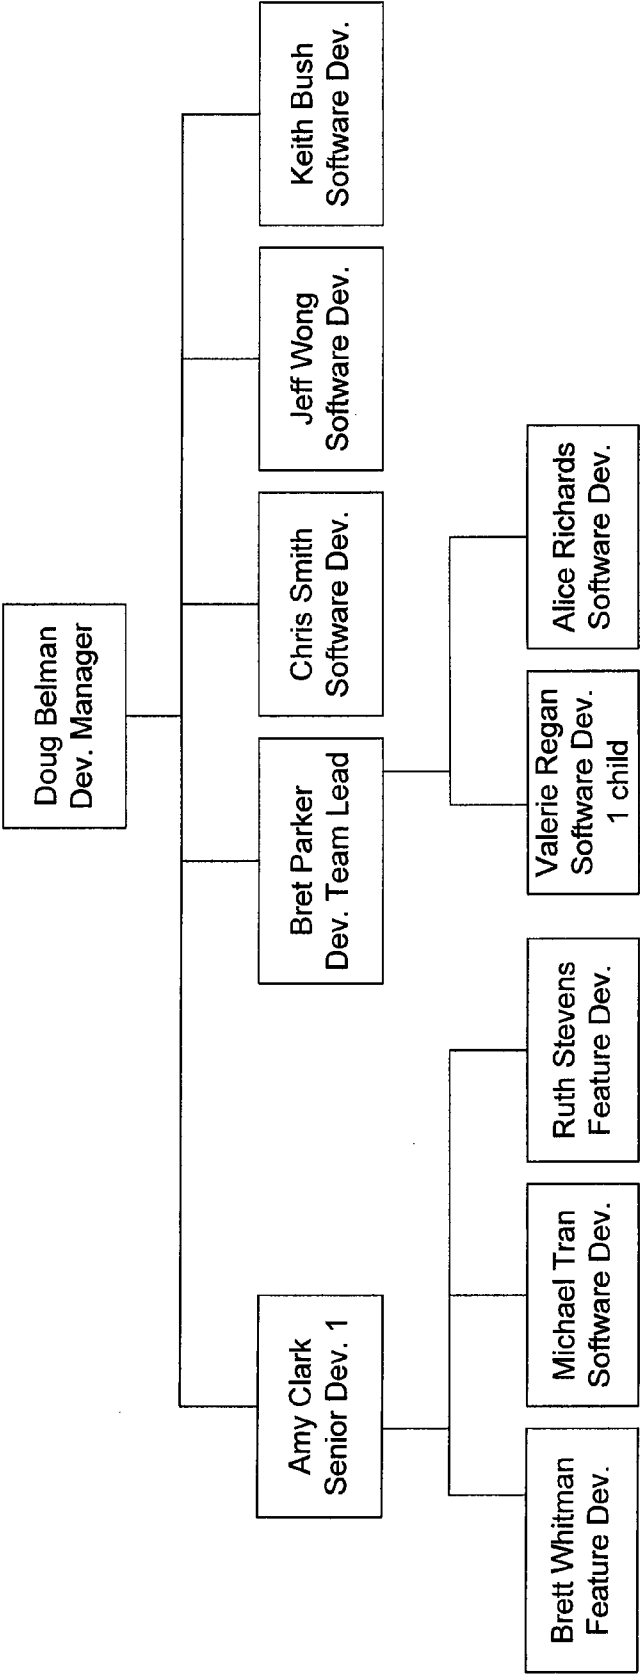 Doug Belman
Dev. Manager
Amy Clark
Senior Dev. 1
Bret Parker
Dev. Team Lead
Chris Smith
Software Dev.
Jeff Wong
Software Dev.
Keith Bush
Software Dev.
Brett Whitman
Feature Dev.
Michael Tran
Software Dev.
Ruth Stevens
Feature Dev.
Valerie Regan
Software Dev.
1 child
Alice Richards
Software Dev.